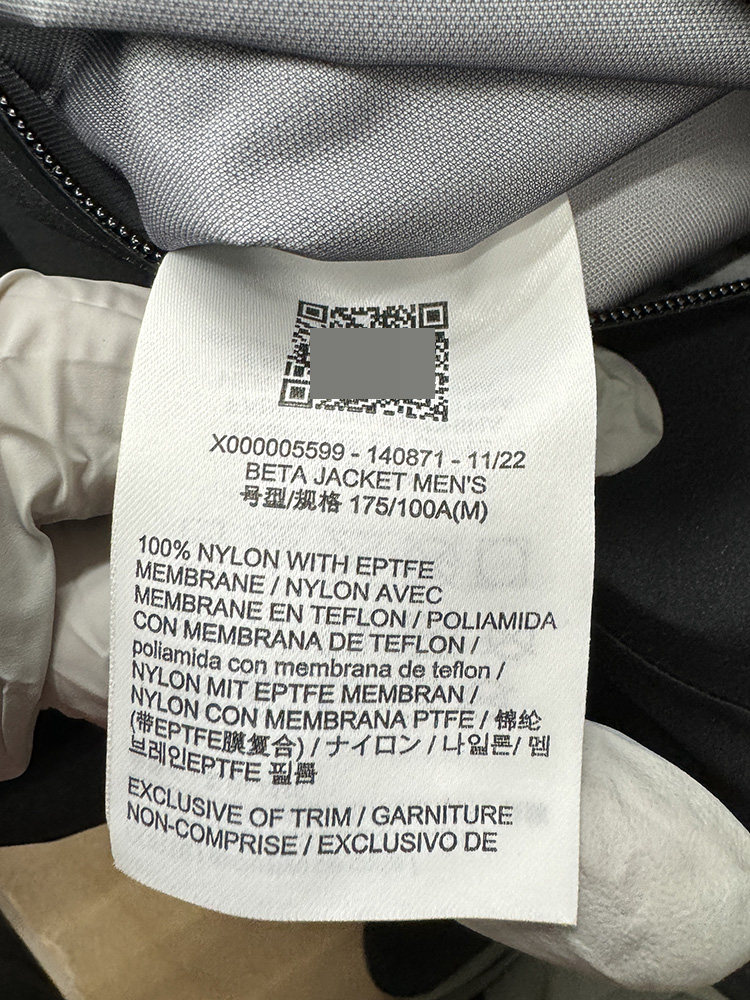 X000005599 - 140871 - 11/22
BETA JACKET MEN'S
号型/规格 175/100A(M)
100% NYLON WITH EPTFE
MEMBRANE / NYLON AVEC
MEMBRANE EN TEFLON / POLIAMIDA
CON MEMBRANA DE TEFLON /
poliamida con membrana de teflon /
NYLON MIT EPTFE MEMBRAN /
NYLON CON MEMBRANA PTFE / 锦纶
(带EPTFE膜复合) / ナイロン / 나일론/ 멤
브레인EPTFE 필름
EXCLUSIVE OF TRIM / GARNITURE
NON-COMPRISE / EXCLUSIVO DE